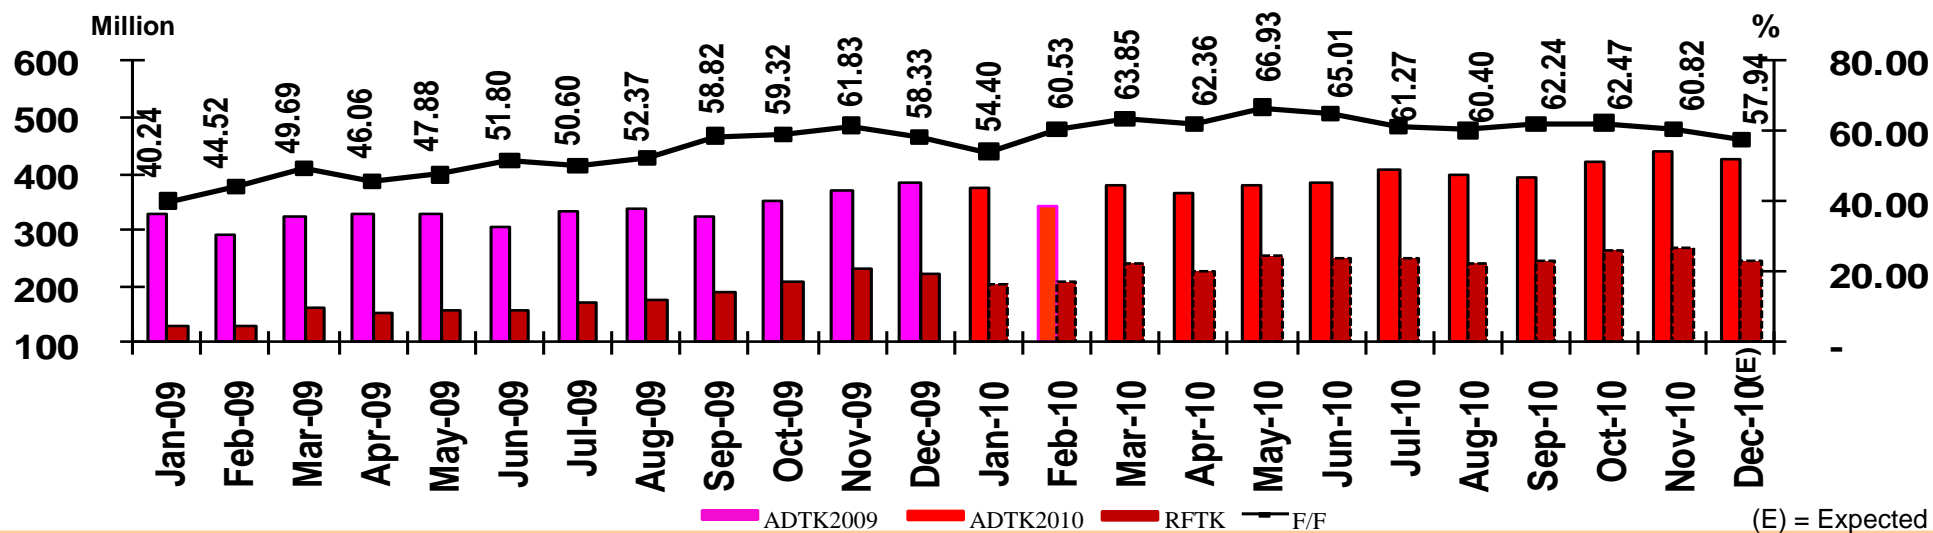 Million
%
40.24 44.52 49.69 46.06 47.88 51.80 50.60 52.37 58.82 59.32 61.83 58.33 54.40 60.53 63.85 62.36 66.93 65.01 61.27 60.40 62.24 62.47 60.82 57.94
600
500
400
300
200
100
80.00
60.00
40.00
20.00
-
Jan-09 Feb-09 Mar-09 Apr-09 May-09 Jun-09 Jul-09 Aug-09 Sep-09 Oct-09 Nov-09 Dec-09 Jan-10 Feb-10 Mar-10 Apr-10 May-10 Jun-10 Jul-10 Aug-10 Sep-10 Oct-10 Nov-10 Dec-10(E)
ADTK2009 ADTK2010 RFTK F/F
(E) = Expected